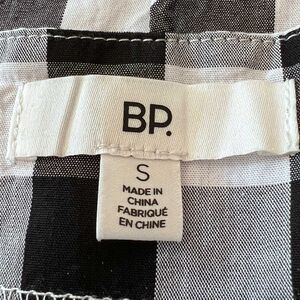 BP.
S
MADE IN
CHINA
FABRIQUÉ
EN CHINE